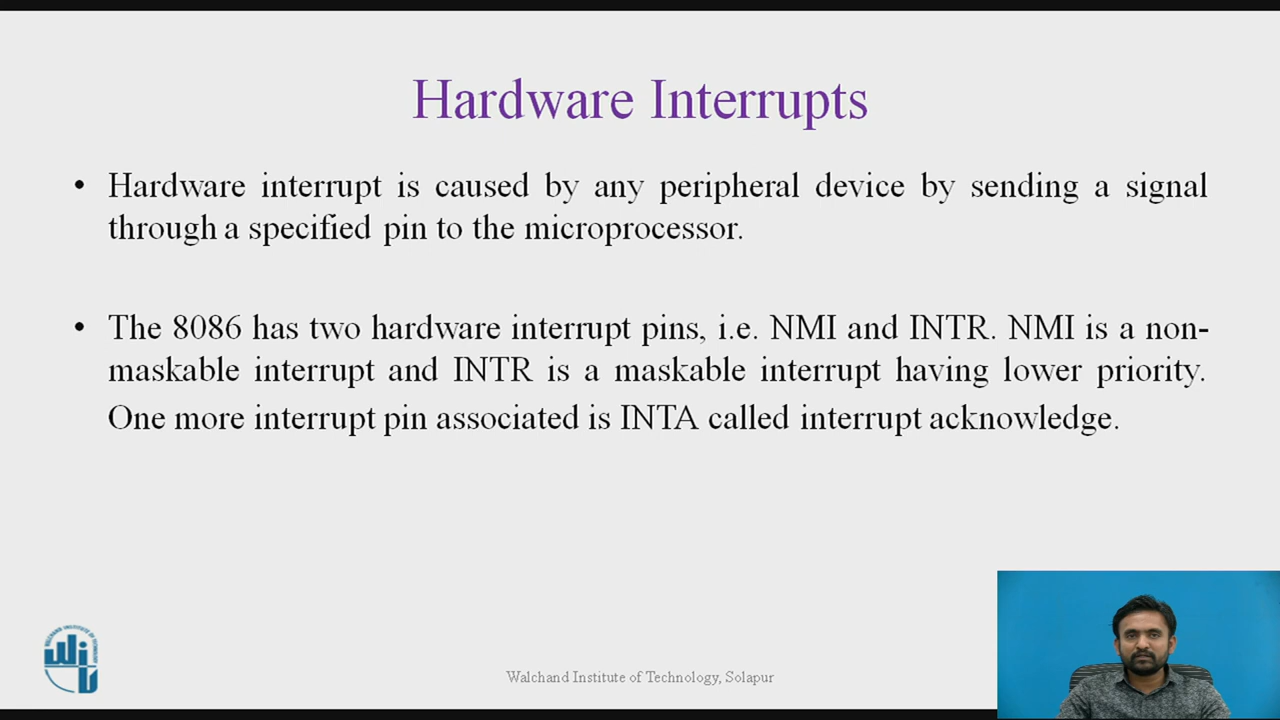 Hardware Interrupts
• Hardware interrupt is caused by any peripheral device by sending a signal
through a specified pin to the microprocessor.
• The 8086 has two hardware interrupt pins, i.e. NMI and INTR. NMI is a non-
maskable interrupt and INTR is a maskable interrupt having lower priority.
One more interrupt pin associated is INTA called interrupt acknowledge.
Walchand Institute of Technology, Solapur